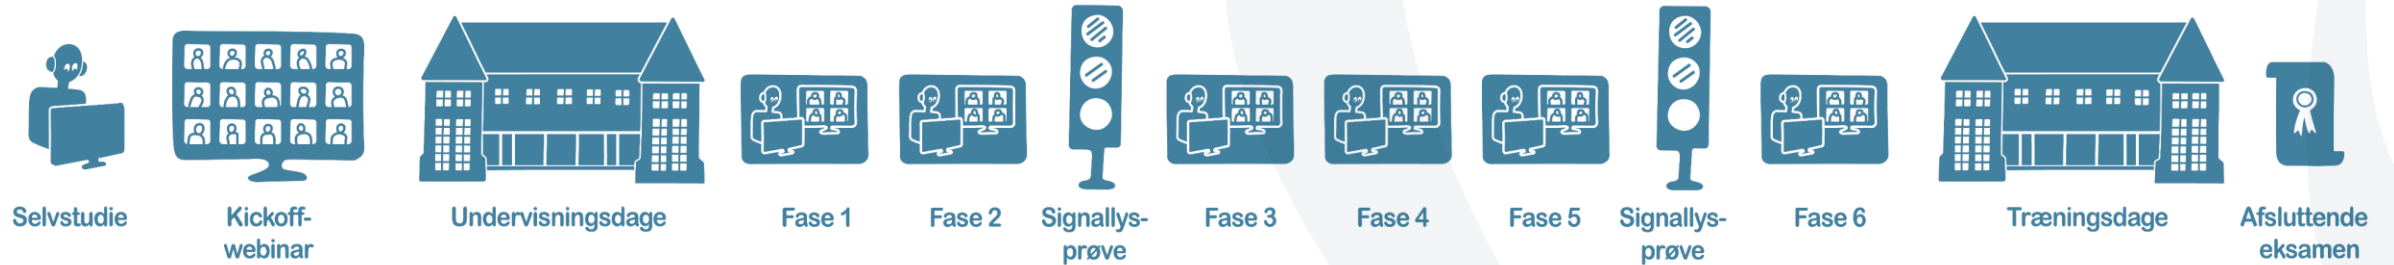 Selvstudie
Kickoff-
webinar
Undervisningsdage
Fase 1
Fase 2
Signallys-
prøve
Fase 3
Fase 4
Fase 5
Signallys-
prøve
Fase 6
Træningsdage
Afsluttende
eksamen